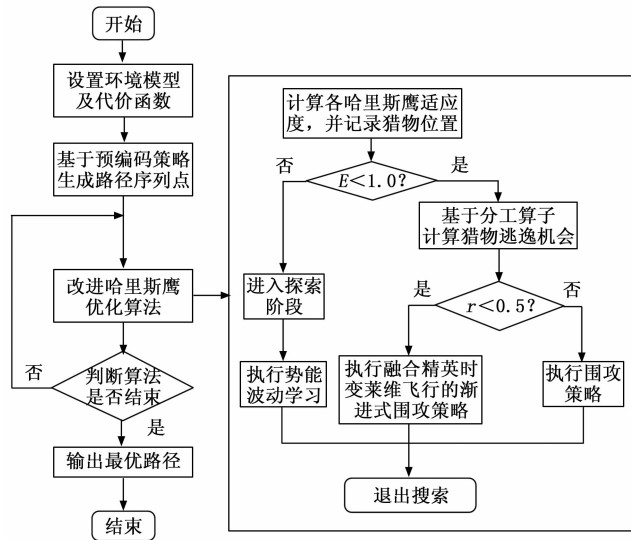 开始
设置环境模型
及代价函数
基于预编码策略
生成路径序列点
改进哈里斯鹰
优化算法
否
判断算法
是否结束
是
输出最优路径
结束
计算各哈里斯鹰适应
度，并记录猎物位置
否
E<1.0?
是
基于分工算子
计算猎物逃逸机会
进入探索
阶段
是
r<0.5?
否
执行势能
波动学习
执行融合精英时
变莱维飞行的渐
进式围攻策略
执行围攻
策略
退出搜索